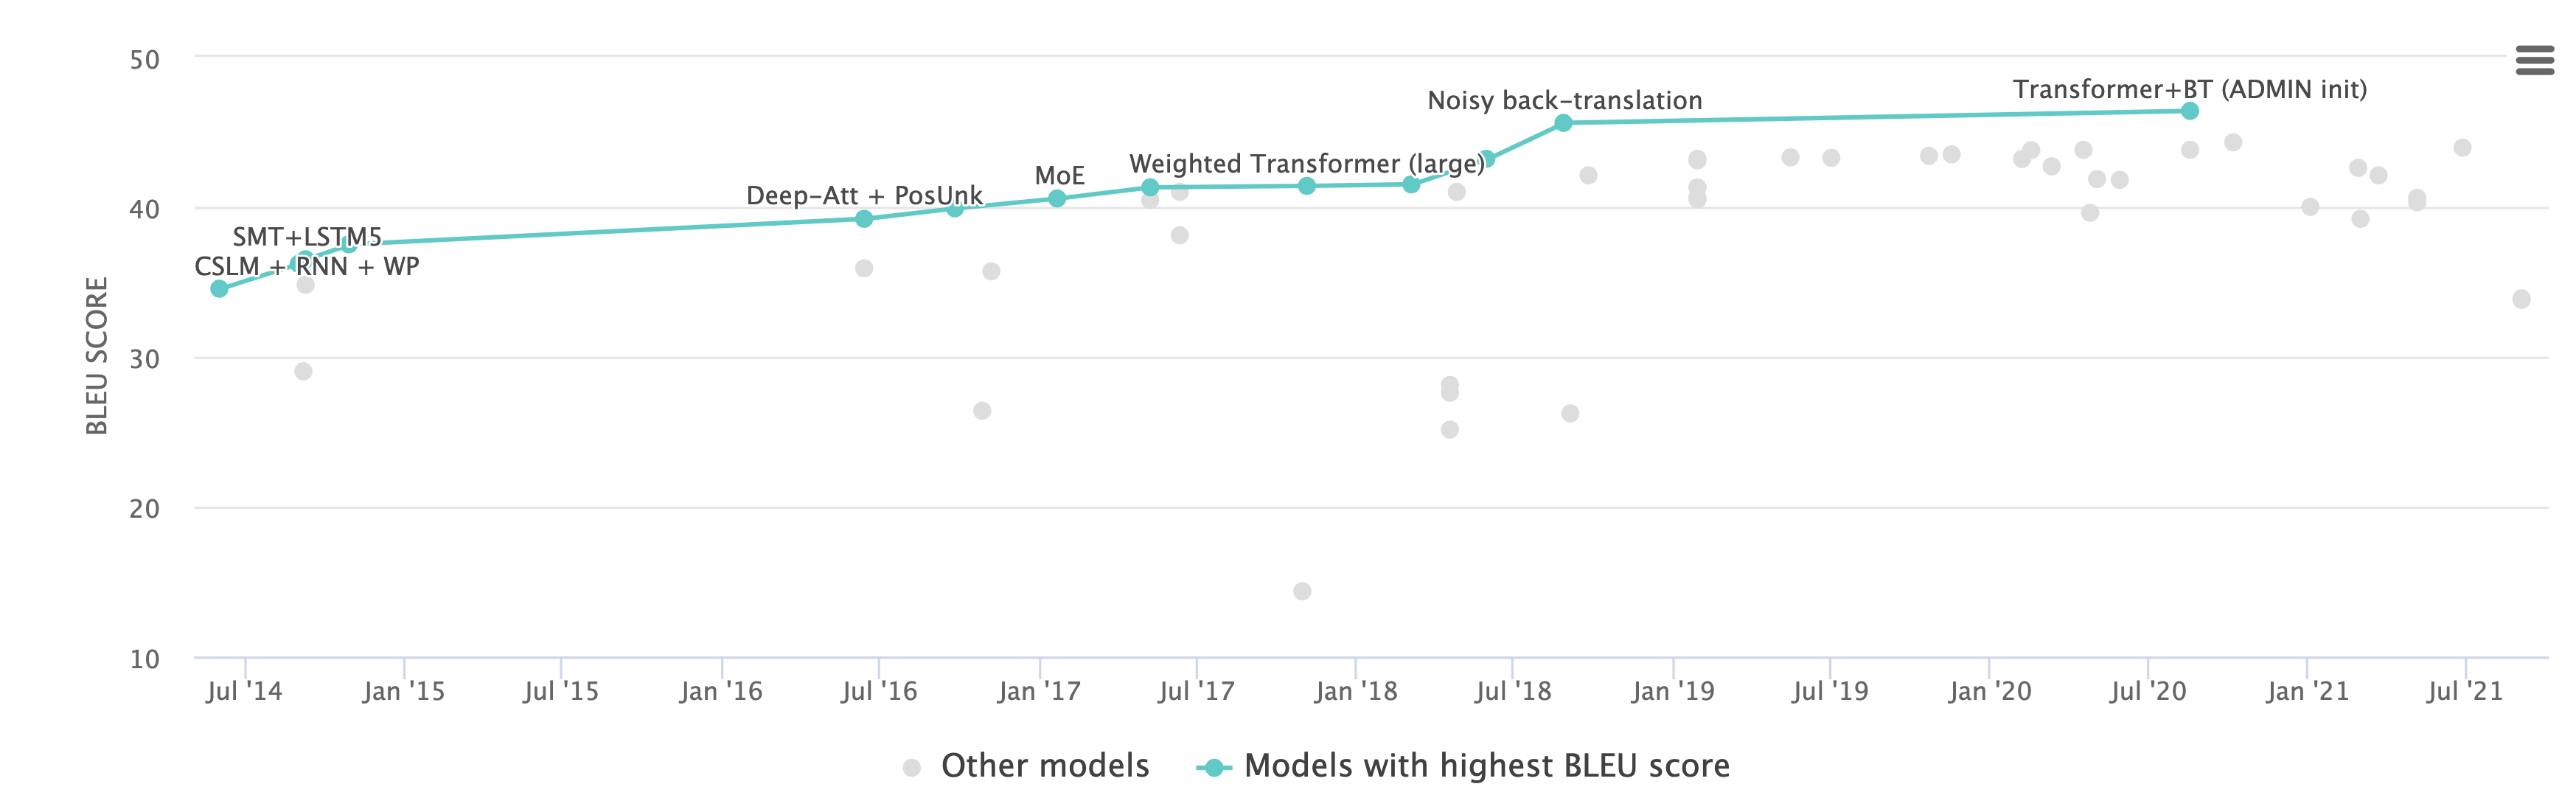 50
40
30
20
10
BLEU SCORE
Noisy back-translation
Transformer+BT (ADMIN init)
Weighted Transformer (large)
MoE
Deep-Att + PosUnk
SMT+LSTM5
CSLM + RNN + WP
Jul '14
Jan '15
Jul '15
Jan '16
Jul '16
Jan '17
Jul '17
Jan '18
Jul '18
Jan '19
Jul '19
Jan '20
Jul '20
Jan '21
Jul '21
Other models
Models with highest BLEU score